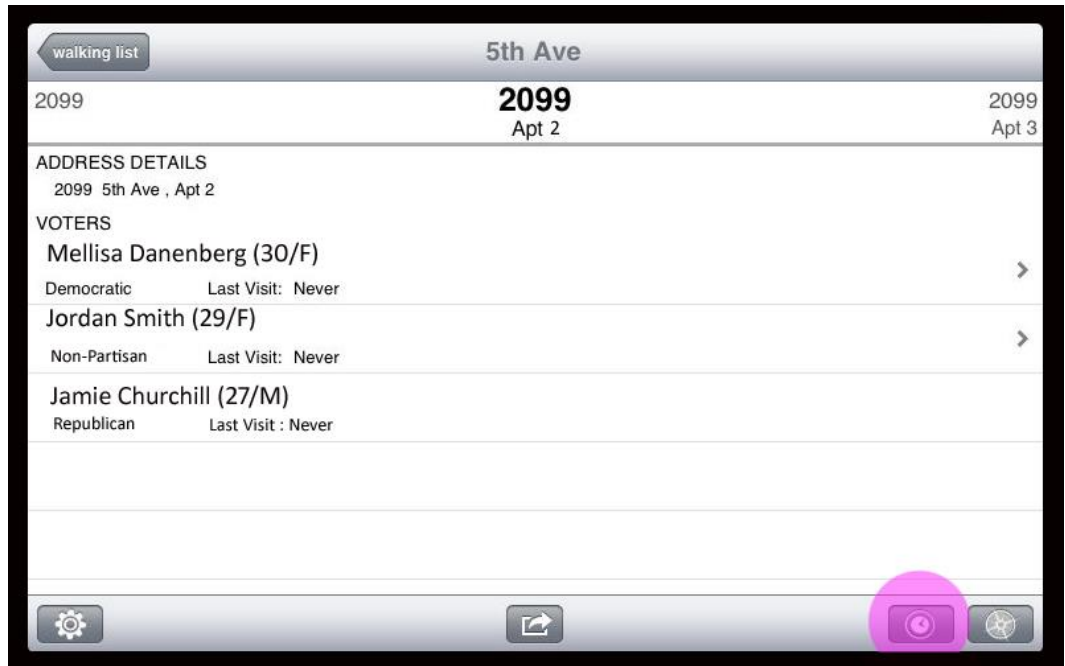 walking list
5th Ave
2099 2099 2099
Apt 2 Apt 3
ADDRESS DETAILS
2099 5th Ave , Apt 2
VOTERS
Mellisa Danenberg (30/F)
Democratic Last Visit: Never
Jordan Smith (29/F)
Non-Partisan Last Visit: Never
Jamie Churchill (27/M)
Republican Last Visit : Never